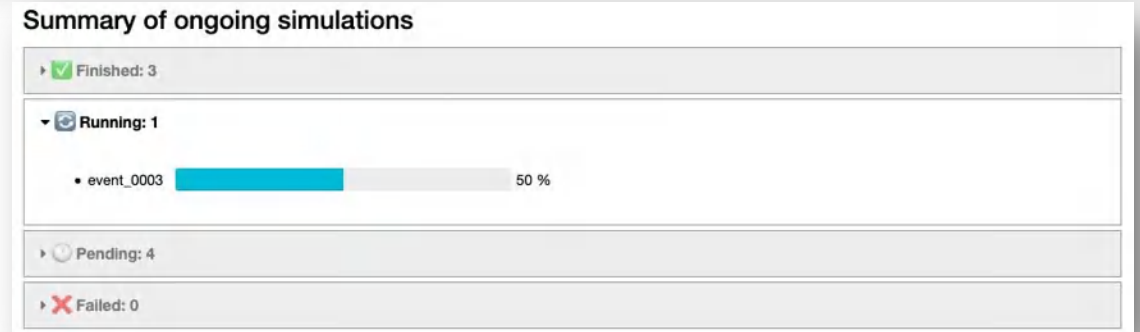 Summary of ongoing simulations
Finished: 3
Running: 1
• event_0003 50 %
Pending: 4
Failed: 0